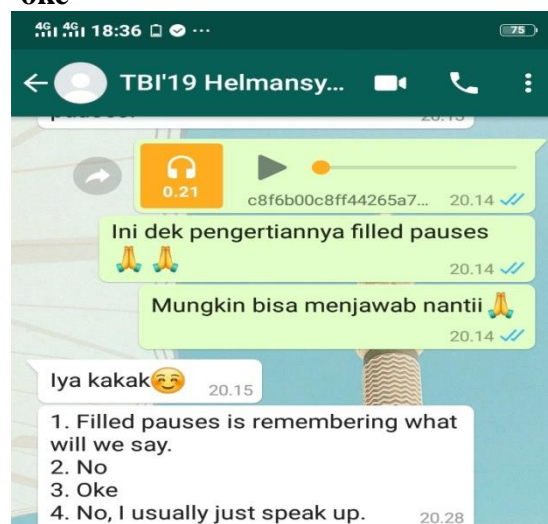 oke
4G 4G 18:36 ...
75
TBI'19 Helmansy...
0.21
c8f6b00c8ff44265a7... 20.14
Ini dek pengertiannya filled pauses
🙏 🙏
20.14
Mungkin bisa menjawab nantii 🙏
20.14
Iya kakak☺️ 20.15
1. Filled pauses is remembering what
will we say.
2. No
3. Oke
4. No, I usually just speak up. 20.28